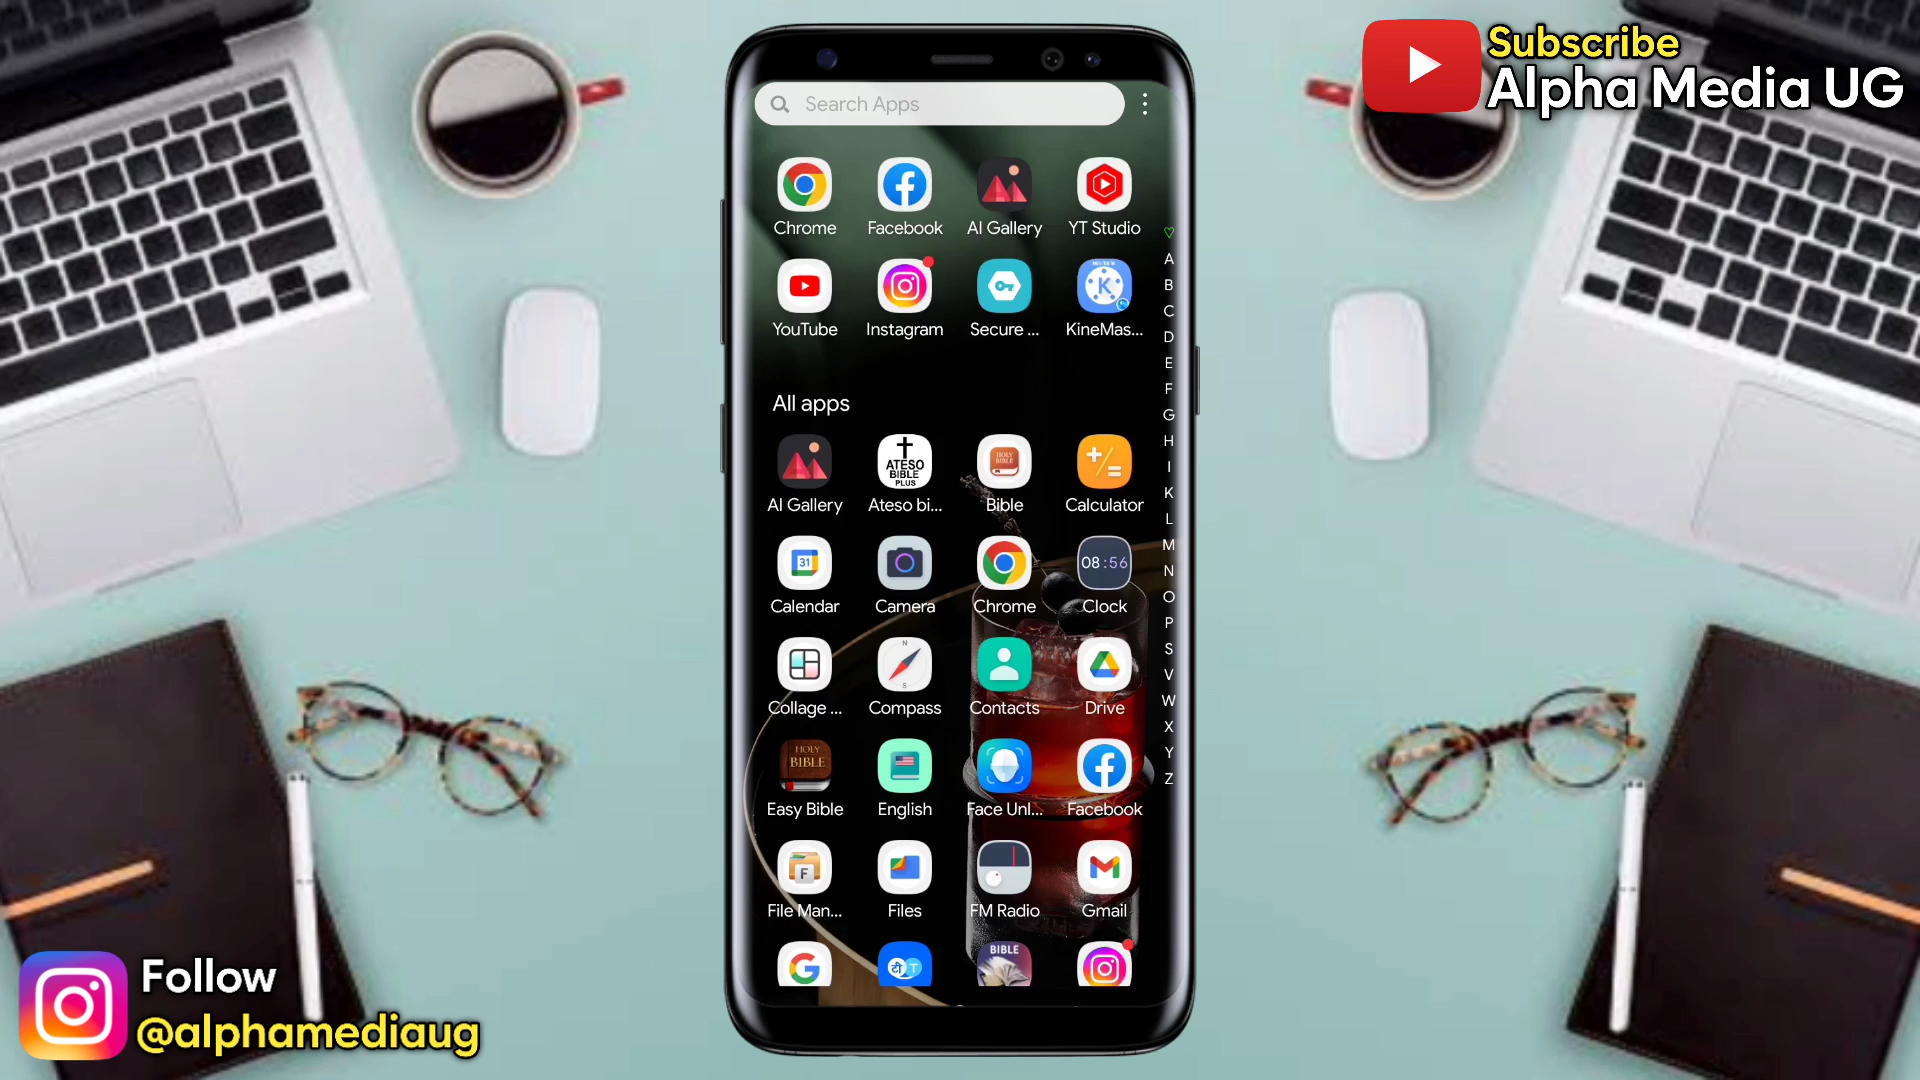 Subscribe
Alpha Media UG
Search Apps
Chrome
Facebook
AI Gallery
YT Studio
YouTube
Instagram
Secure ...
K
KineMas...
♡
A
B
C
D
E
F
G
H
I
K
L
M
N
O
P
S
V
W
X
Y
Z
All apps
AI Gallery
ATESO
BIBLE
PLUS
Ateso bi...
HOLY
BIBLE
Bible
Calculator
31
Calendar
Camera
Chrome
08:56
Clock
Collage ...
N
S
Compass
Contacts
Drive
HOLY
BIBLE
Easy Bible
English
Face Unl...
Facebook
F
File Man...
Files
FM Radio
Gmail
G
टी T
BIBLE
Follow
@alphamediaug